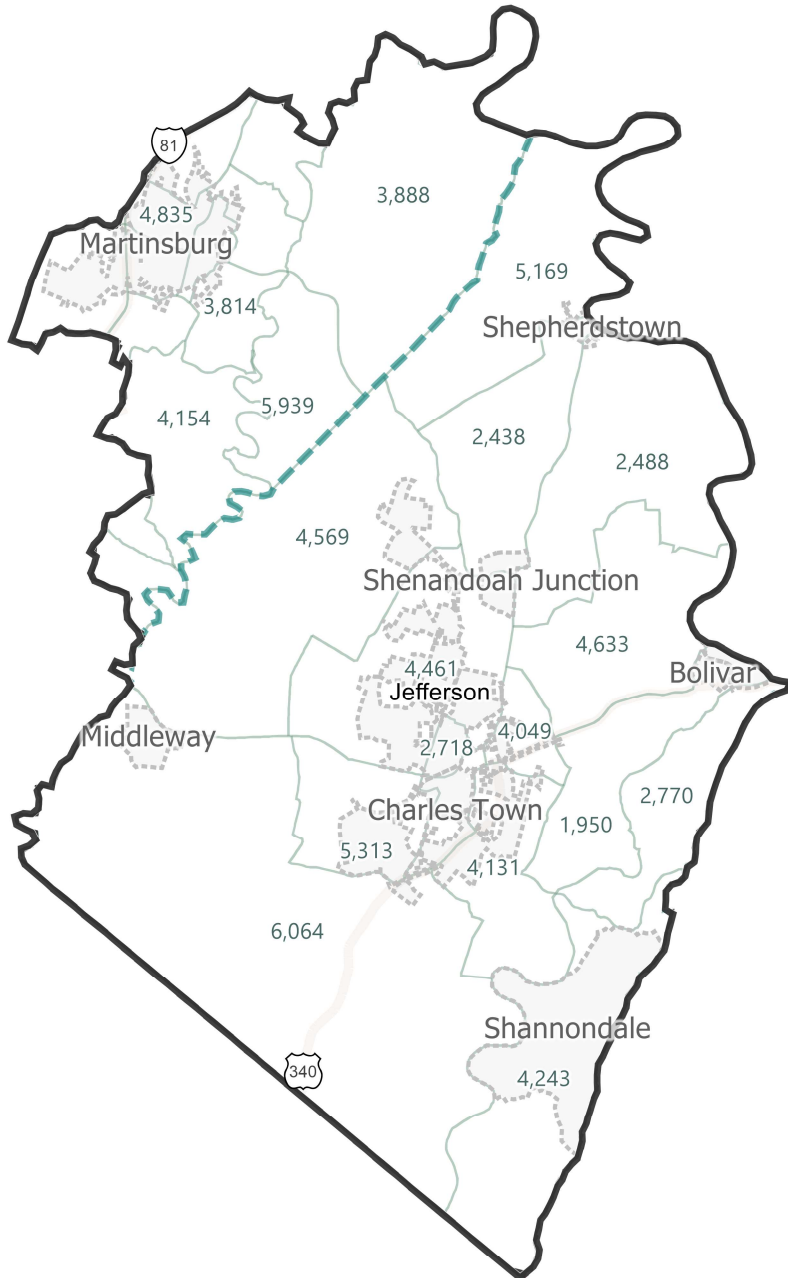 81
3,888
4,835
Martinsburg
5,169
3,814
Shepherdstown
5,939
4,154
2,438
2,488
4,569
Shenandoah Junction
4,633
4,461
Bolivar
Jefferson
4,049
Middleway
2,718
2,770
Charles Town
1,950
5,313
4,131
6,064
Shannondale
340
4,243